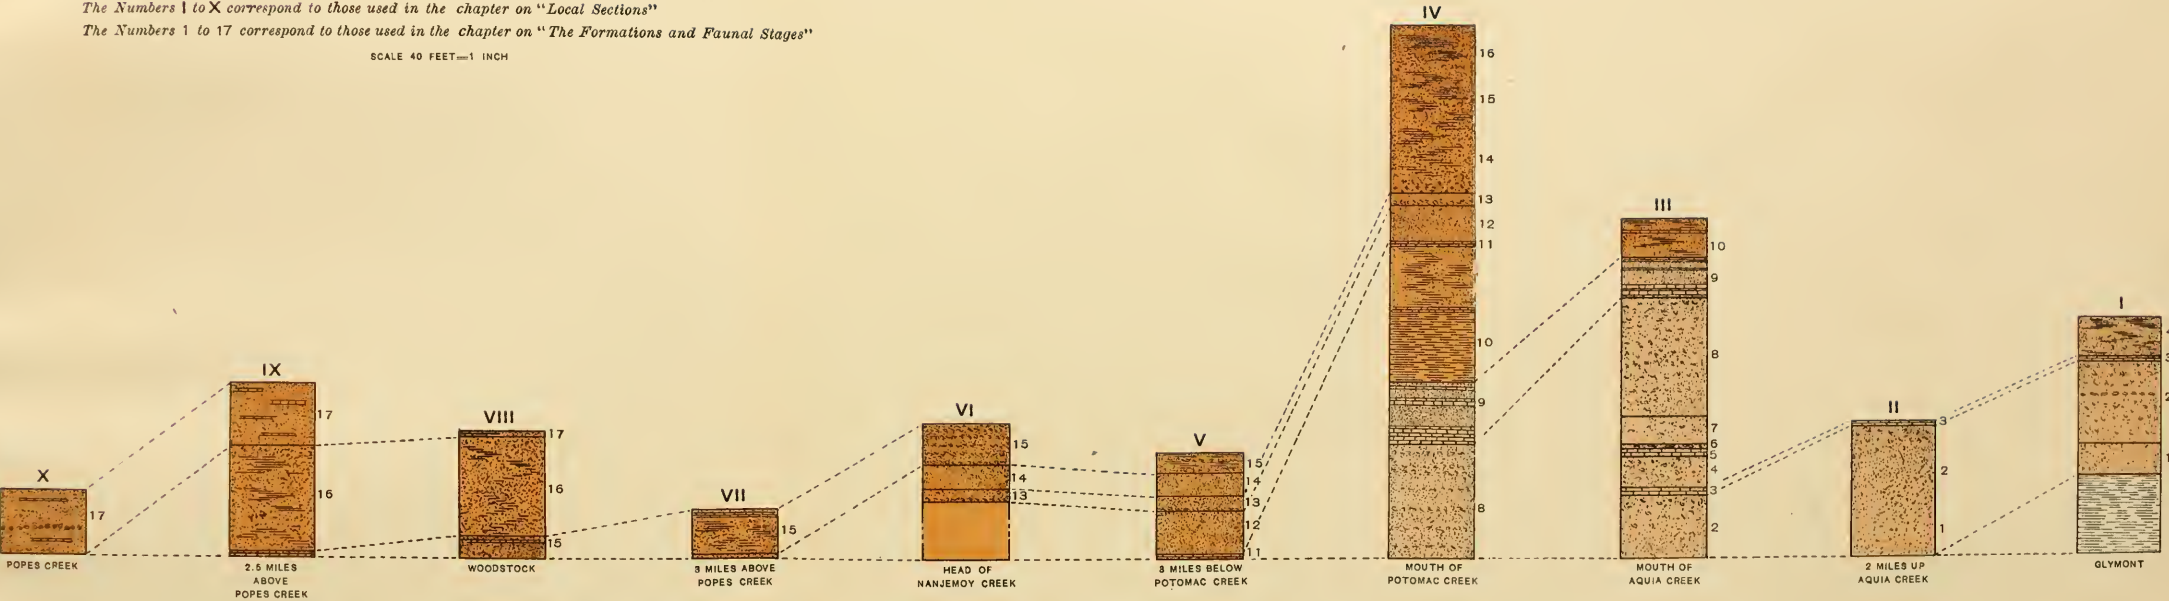 The Numbers I to X correspond to those used in the chapter on "Local Sections"
The Numbers 1 to 17 correspond to those used in the chapter on "The Formations and Faunal Stages"
SCALE 40 FEET=1 INCH
X
17
POPES CREEK
IX
17
16
2.5 MILES
ABOVE
POPES CREEK
VIII
17
16
15
WOODSTOCK
VII
15
3 MILES ABOVE
POPES CREEK
VI
15
14
13
HEAD OF
NANJEMOY CREEK
V
15
14
13
12
11
3 MILES BELOW
POTOMAC CREEK
IV
16
15
14
13
12
11
10
9
8
MOUTH OF
POTOMAC CREEK
III
10
9
8
7
6
5
4
3
2
MOUTH OF
AQUIA CREEK
II
3
2
1
2 MILES UP
AQUIA CREEK
I
3
2
1
GLYMONT